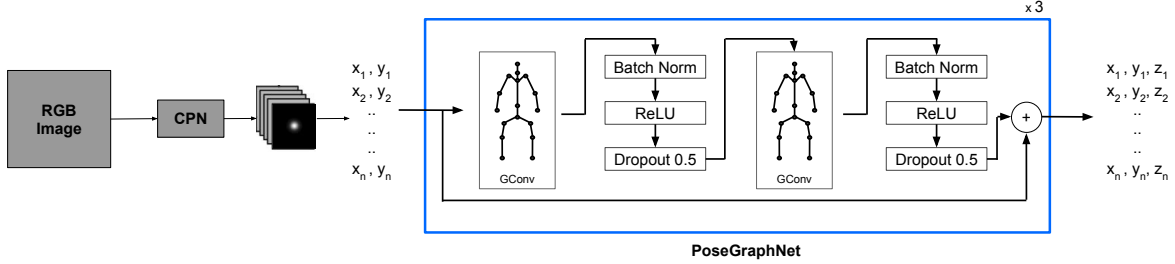 x 3
RGB
Image
CPN
x₁ , y₁
x₂ , y₂
..
..
xₙ , yₙ
GConv
Batch Norm
ReLU
Dropout 0.5
GConv
Batch Norm
ReLU
Dropout 0.5
+
x₁ , y₁, z₁
x₂ , y₂, z₂
..
..
xₙ , yₙ, zₙ
PoseGraphNet